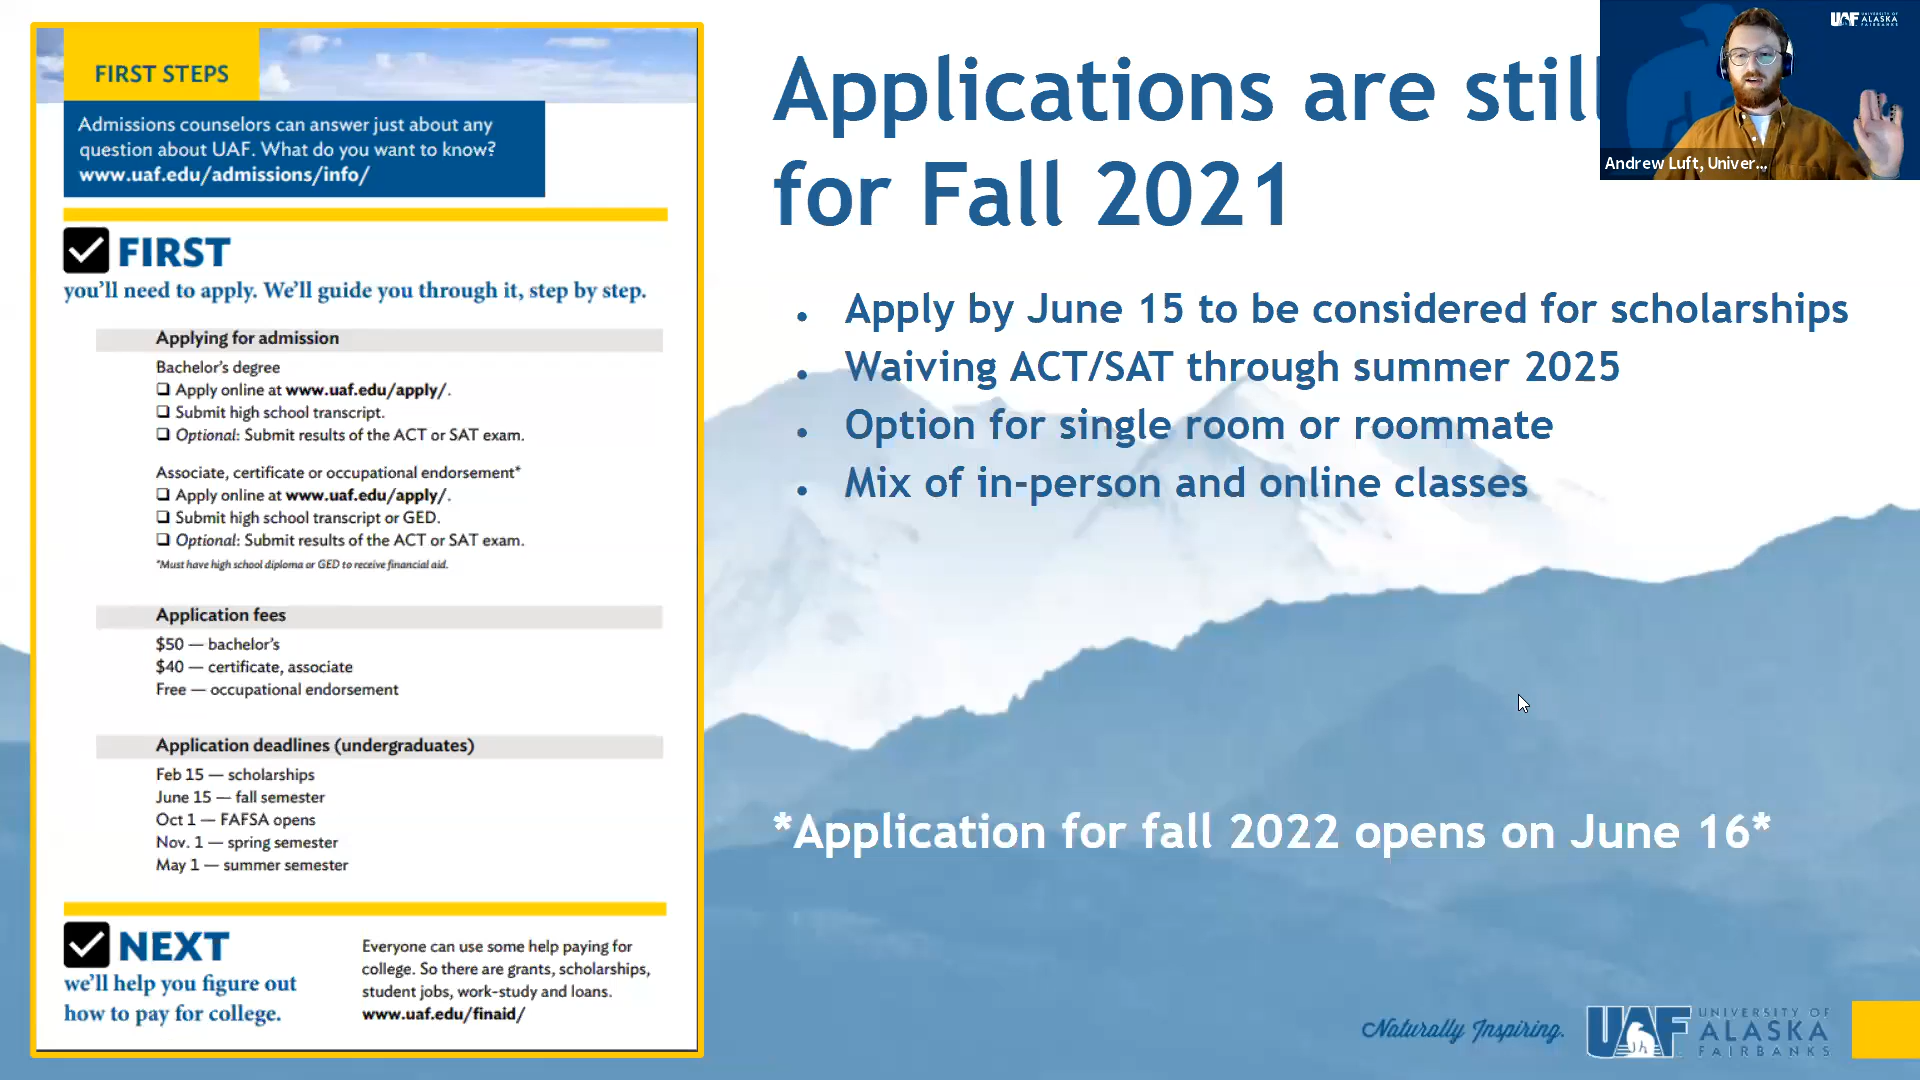 FIRST STEPS
Admissions counselors can answer just about any
question about UAF. What do you want to know?
www.uaf.edu/admissions/info/
FIRST
you'll need to apply. We'll guide you through it, step by step.
Applying for admission
Bachelor's degree
❑ Apply online at www.uaf.edu/apply/.
❑ Submit high school transcript.
❑ Optional: Submit results of the ACT or SAT exam.
Associate, certificate or occupational endorsement*
❑ Apply online at www.uaf.edu/apply/.
❑ Submit high school transcript or GED.
❑ Optional: Submit results of the ACT or SAT exam.
*Must have high school diploma or GED to receive financial aid.
Application fees
$50 — bachelor's
$40 — certificate, associate
Free — occupational endorsement
Application deadlines (undergraduates)
Feb 15 — scholarships
June 15 — fall semester
Oct 1 — FAFSA opens
Nov. 1 — spring semester
May 1 — summer semester
NEXT
we'll help you figure out
how to pay for college.
Everyone can use some help paying for
college. So there are grants, scholarships,
student jobs, work-study and loans.
www.uaf.edu/finaid/
Applications are still
for Fall 2021
• Apply by June 15 to be considered for scholarships
• Waiving ACT/SAT through summer 2025
• Option for single room or roommate
• Mix of in-person and online classes
*Application for fall 2022 opens on June 16*
Naturally Inspiring.
UAF
UNIVERSITY OF
ALASKA
FAIRBANKS
UAF
UNIVERSITY OF
ALASKA
FAIRBANKS
Andrew Luft, Univer...